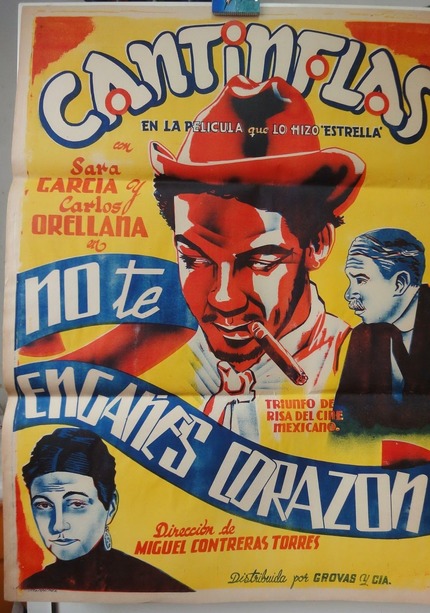 CANTINFLAS
EN LA PELICULA que LO HIZO "ESTRELLA"
con
Sara
GARCIA y
Carlos
ORELLANA
en
NO te
ENGAÑES CORAZON
TRIUNFO DE
RISA DEL CINE
MEXICANO.
Dirección de
MIGUEL CONTRERAS TORRES
Distribuida por GROVAS y CIA.